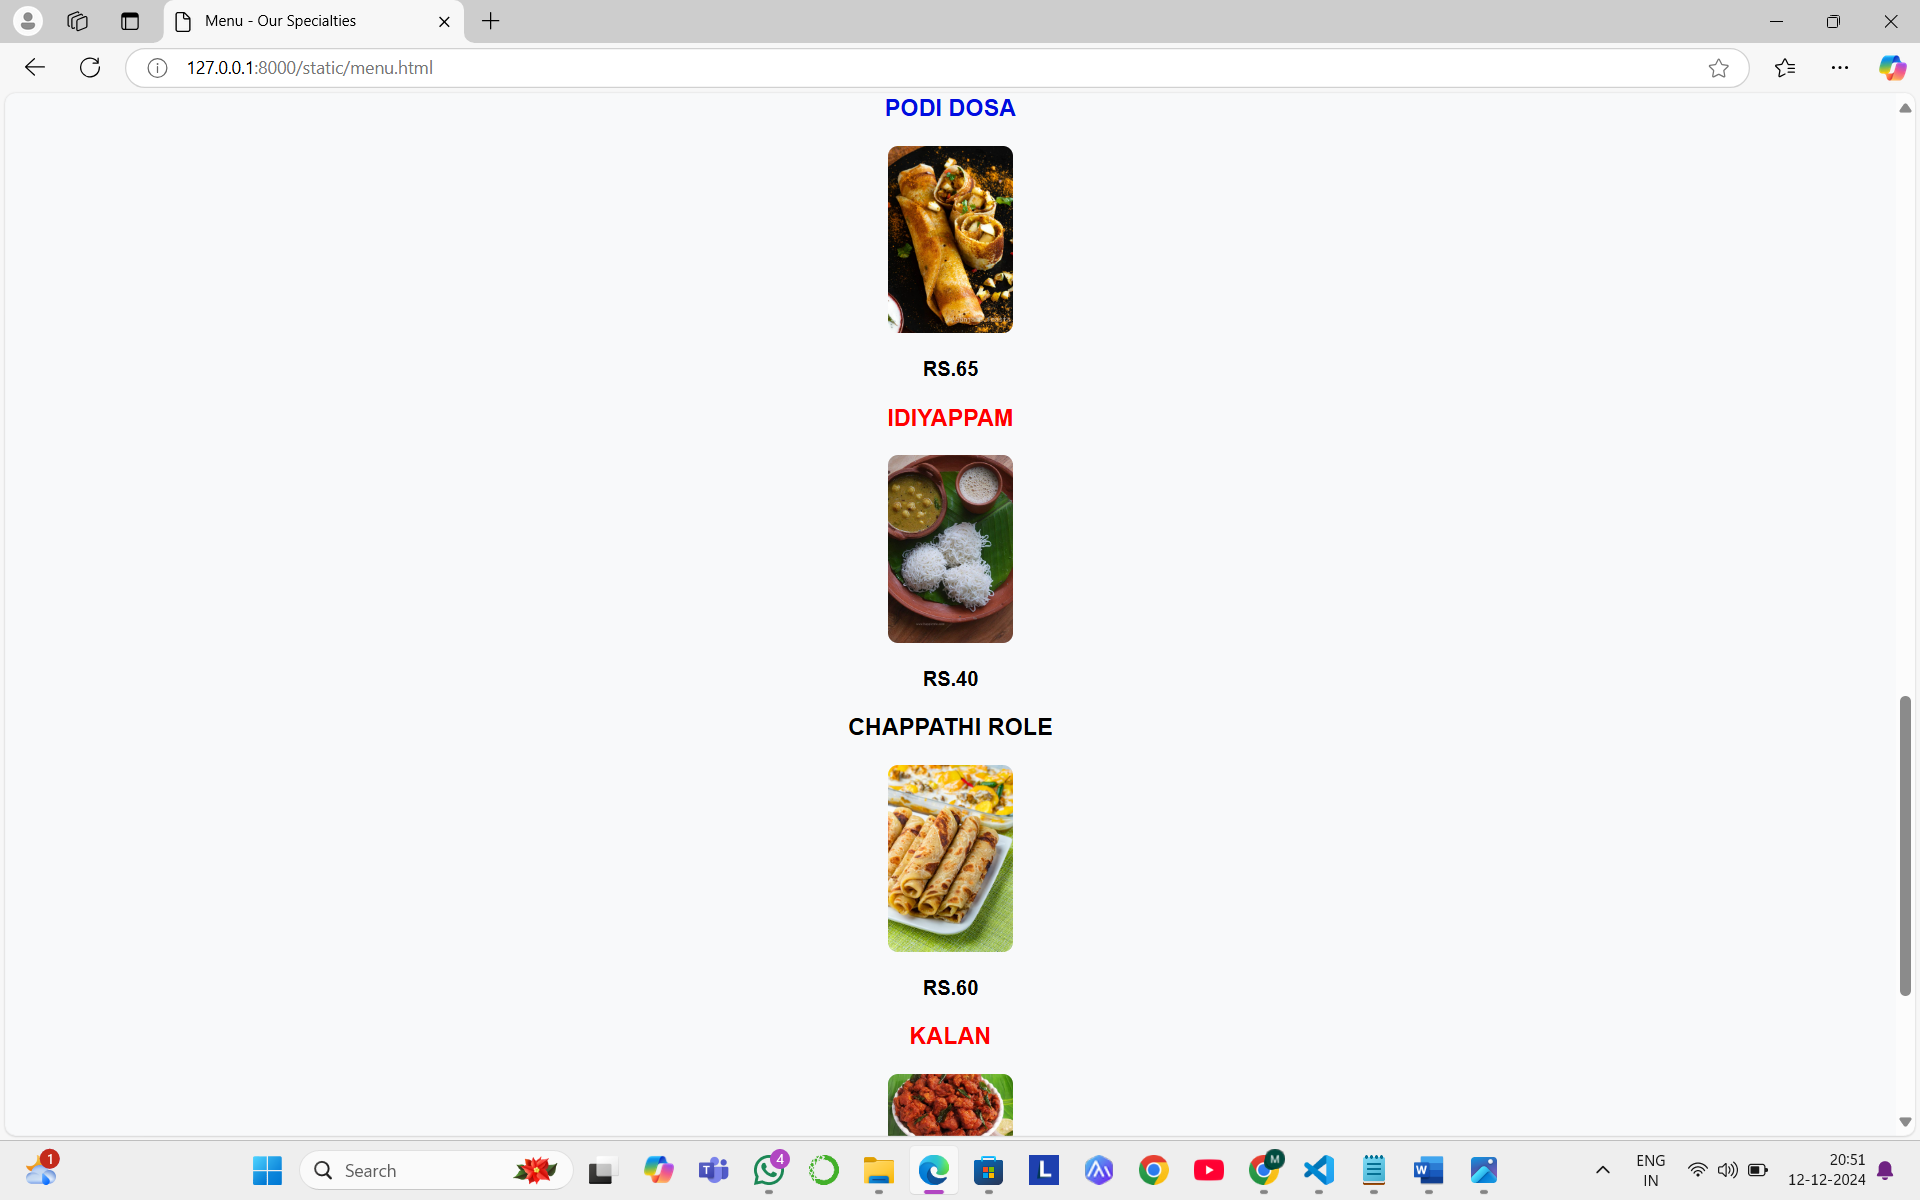 Menu - Our Specialties
127.0.0.1:8000/static/menu.html
PODI DOSA
RS.65
IDIYAPPAM
RS.40
CHAPPATHI ROLE
RS.60
KALAN
1
Search
4
L
M
W
ENG
IN
20:51
12-12-2024